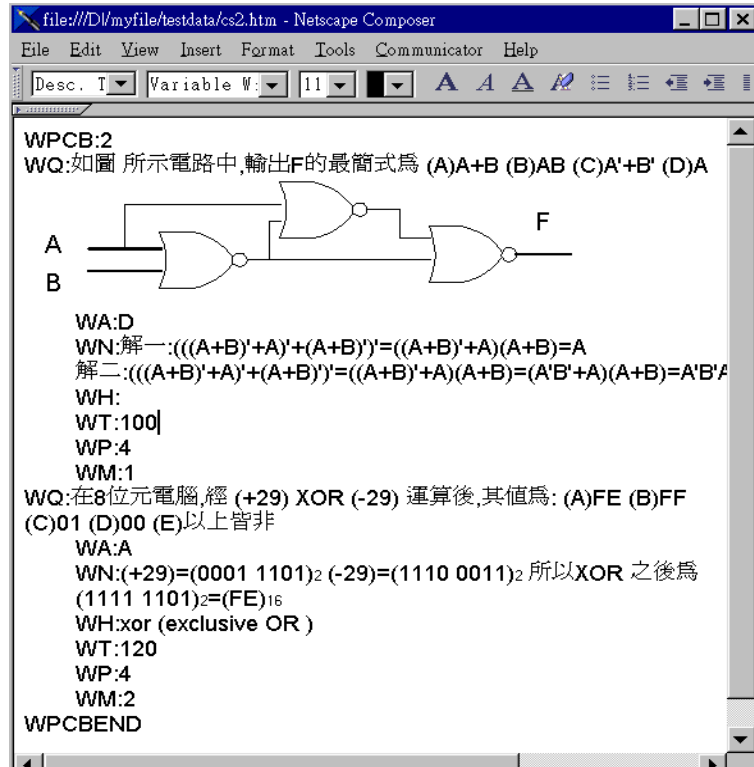 file:///D|/myfile/testdata/cs2.htm - Netscape Composer
File Edit View Insert Format Tools Communicator Help
Desc. T Variable W: 11 A A A
WPCB:2
WQ:如圖 所示電路中,輸出F的最簡式為 (A)A+B (B)AB (C)A'+B' (D)A
A
B
F
WA:D
WN:解一:(((A+B)'+A)'+(A+B)')'=((A+B)'+A)(A+B)=A
解二:(((A+B)'+A)'+(A+B)')'=((A+B)'+A)(A+B)=(A'B'+A)(A+B)=A'B'A
WH:
WT:100
WP:4
WM:1
WQ:在8位元電腦,經 (+29) XOR (-29) 運算後,其值為: (A)FE (B)FF
(C)01 (D)00 (E)以上皆非
WA:A
WN:(+29)=(0001 1101)2 (-29)=(1110 0011)2 所以XOR 之後為
(1111 1101)2=(FE)16
WH:xor (exclusive OR )
WT:120
WP:4
WM:2
WPCBEND